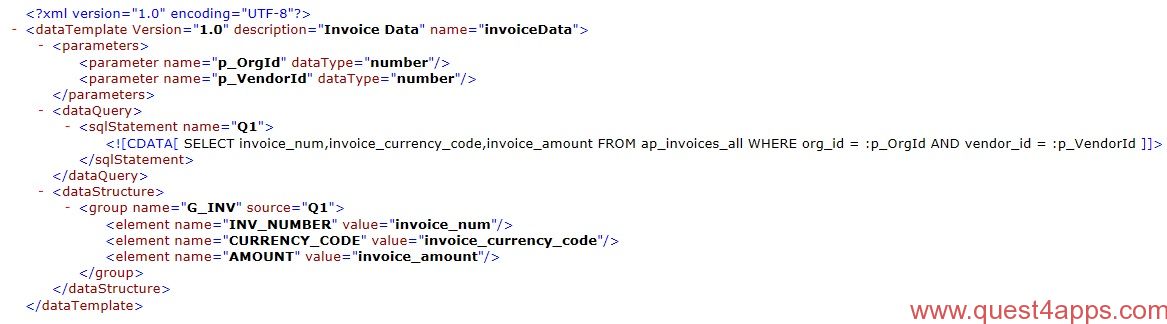 <?xml version="1.0" encoding="UTF-8"?>
- <dataTemplate Version="1.0" description="Invoice Data" name="invoiceData">
- <parameters>
<parameter name="p_OrgId" dataType="number"/>
<parameter name="p_VendorId" dataType="number"/>
</parameters>
- <dataQuery>
- <sqlStatement name="Q1">
<![CDATA[ SELECT invoice_num,invoice_currency_code,invoice_amount FROM ap_invoices_all WHERE org_id = :p_OrgId AND vendor_id = :p_VendorId ]]>
</sqlStatement>
</dataQuery>
- <dataStructure>
- <group name="G_INV" source="Q1">
<element name="INV_NUMBER" value="invoice_num"/>
<element name="CURRENCY_CODE" value="invoice_currency_code"/>
<element name="AMOUNT" value="invoice_amount"/>
</group>
</dataStructure>
</dataTemplate>
www.quest4apps.com